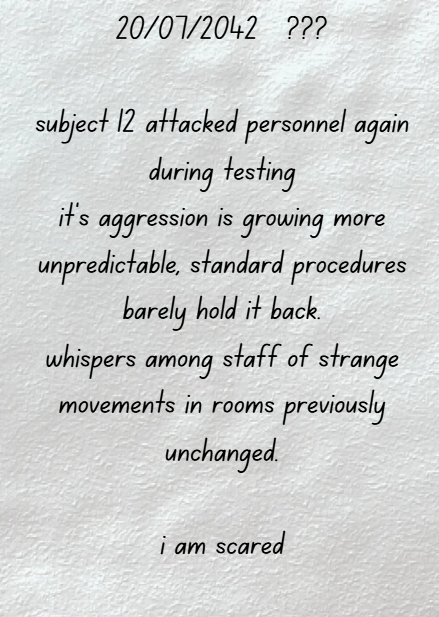 20/07/2042 ???
subject 12 attacked personnel again
during testing
it's aggression is growing more
unpredictable, standard procedures
barely hold it back.
whispers among staff of strange
movements in rooms previously
unchanged.
i am scared